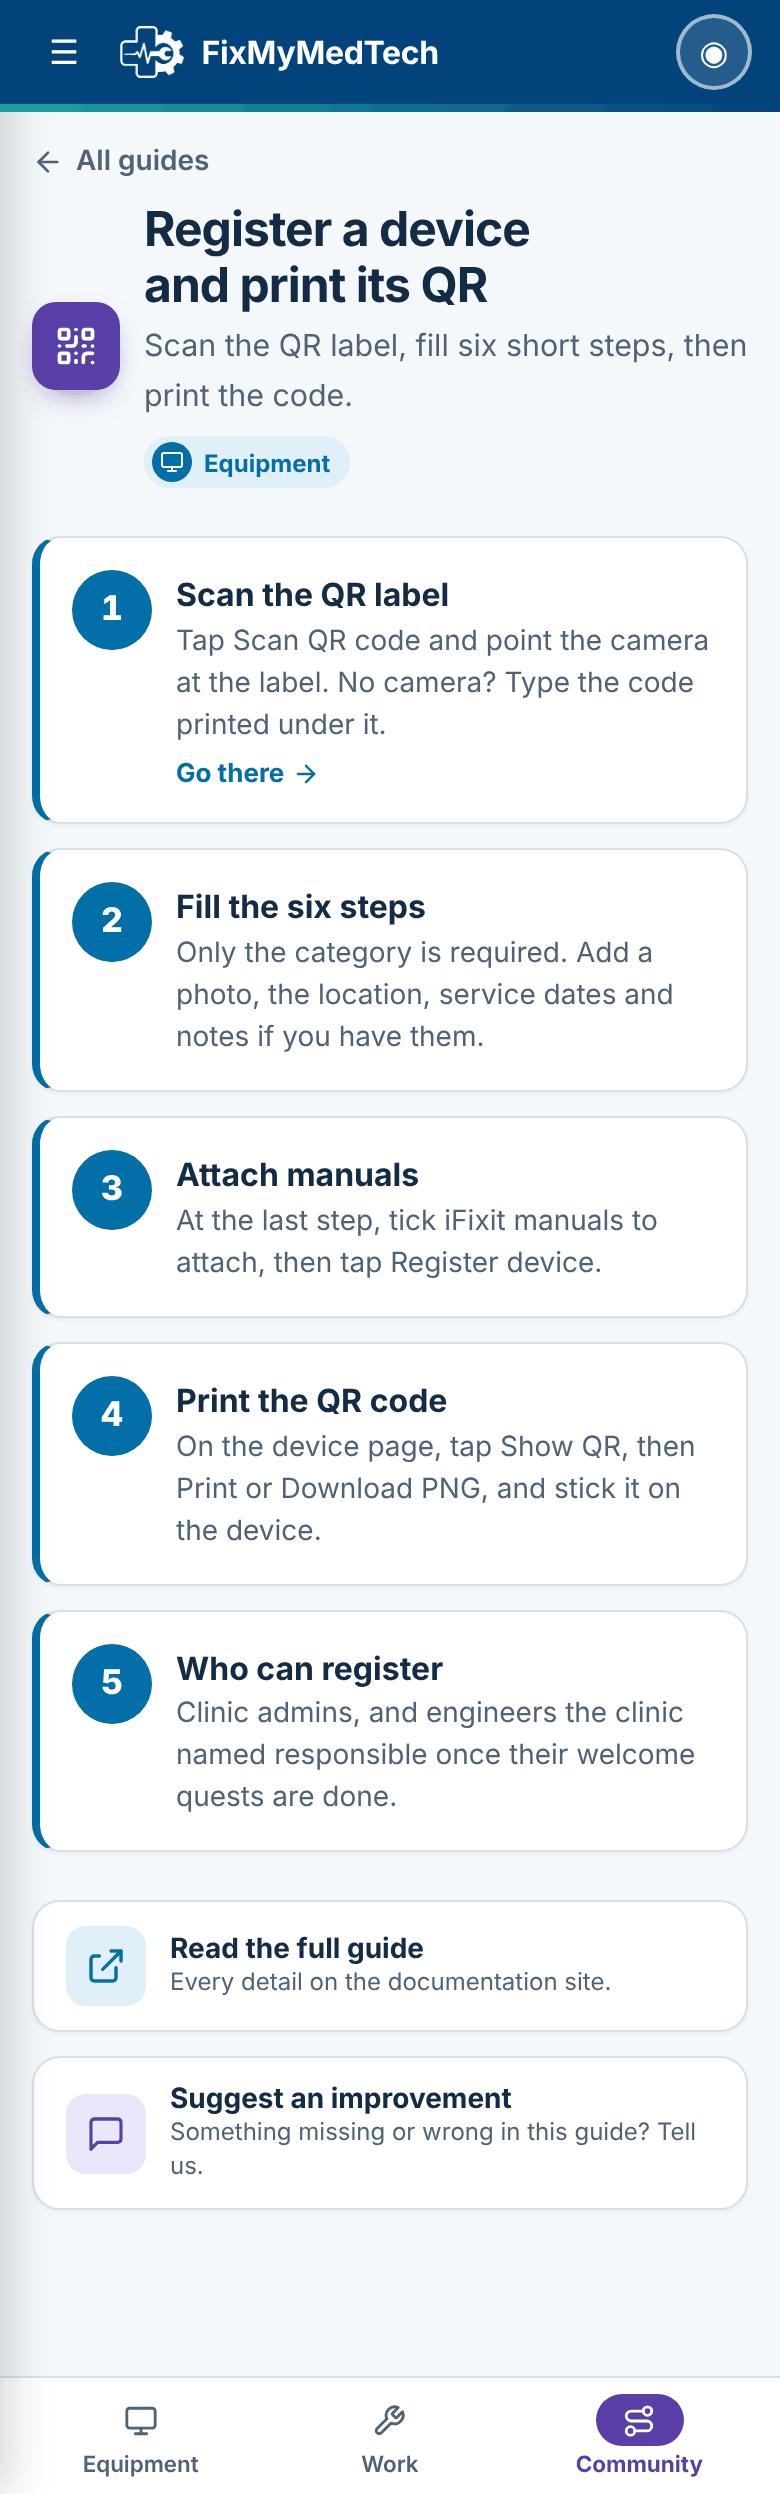 FixMyMedTech
All guides
Register a device
and print its QR
Scan the QR label, fill six short steps, then
print the code.
Equipment
1
Scan the QR label
Tap Scan QR code and point the camera
at the label. No camera? Type the code
printed under it.
Go there →
2
Fill the six steps
Only the category is required. Add a
photo, the location, service dates and
notes if you have them.
3
Attach manuals
At the last step, tick iFixit manuals to
attach, then tap Register device.
4
Print the QR code
On the device page, tap Show QR, then
Print or Download PNG, and stick it on
the device.
5
Who can register
Clinic admins, and engineers the clinic
named responsible once their welcome
quests are done.
Read the full guide
Every detail on the documentation site.
Suggest an improvement
Something missing or wrong in this guide? Tell
us.
Equipment
Work
Community